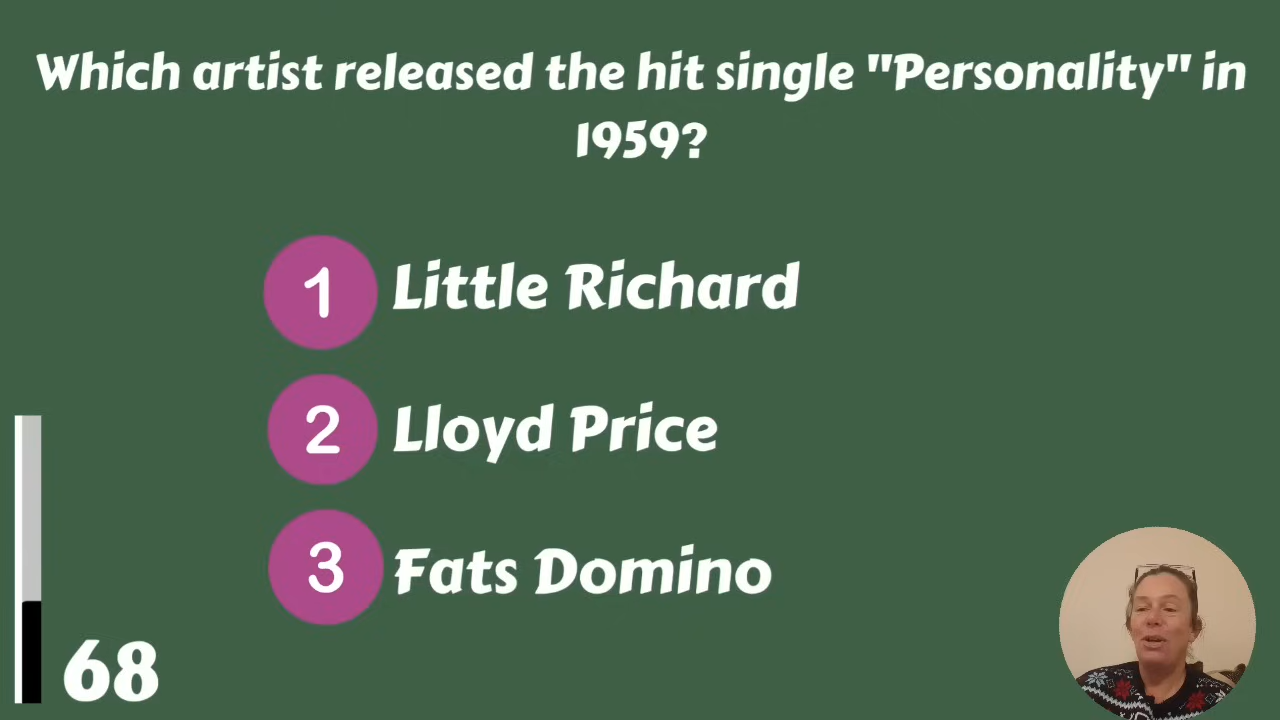 Which artist released the hit single "Personality" in
1959?
1 Little Richard
2 Lloyd Price
3 Fats Domino
68